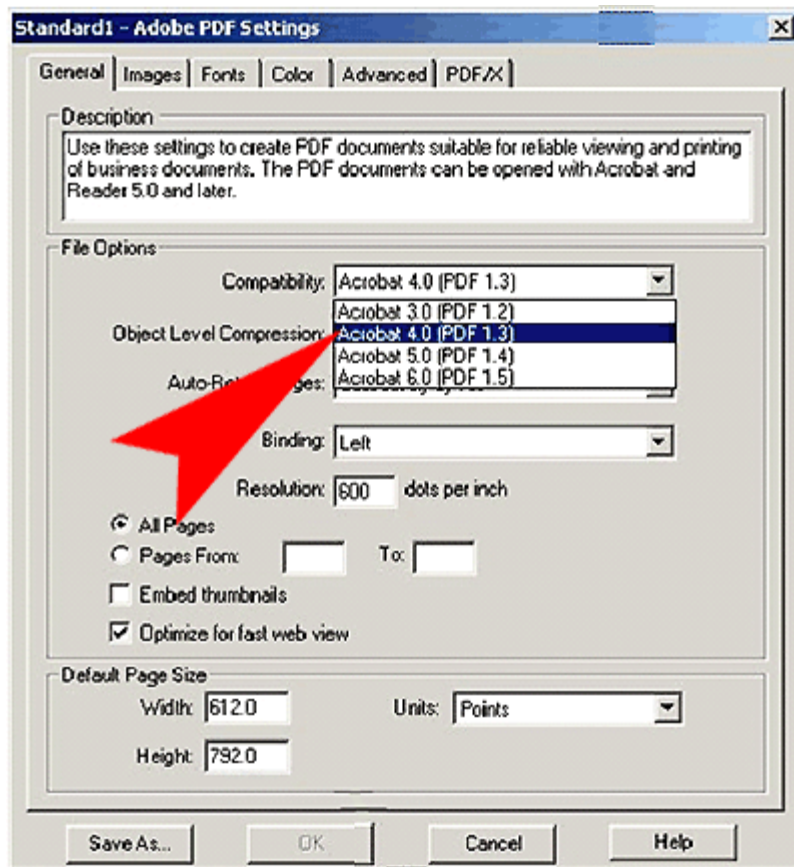 Standard1 - Adobe PDF Settings
General Images Fonts Color Advanced PDF/X
Description
Use these settings to create PDF documents suitable for reliable viewing and printing
of business documents. The PDF documents can be opened with Acrobat and
Reader 5.0 and later.
File Options
Compatibility: Acrobat 4.0 (PDF 1.3)
Acrobat 3.0 (PDF 1.2)
Object Level Compression: Acrobat 4.0 (PDF 1.3)
Acrobat 5.0 (PDF 1.4)
Acrobat 6.0 (PDF 1.5)
Binding: Left
Resolution: 600 dots per inch
All Pages
Pages From: To:
Embed thumbnails
Optimize for fast web view
Default Page Size
Width: 612.0 Units: Points
Height: 792.0
Save As... OK Cancel Help